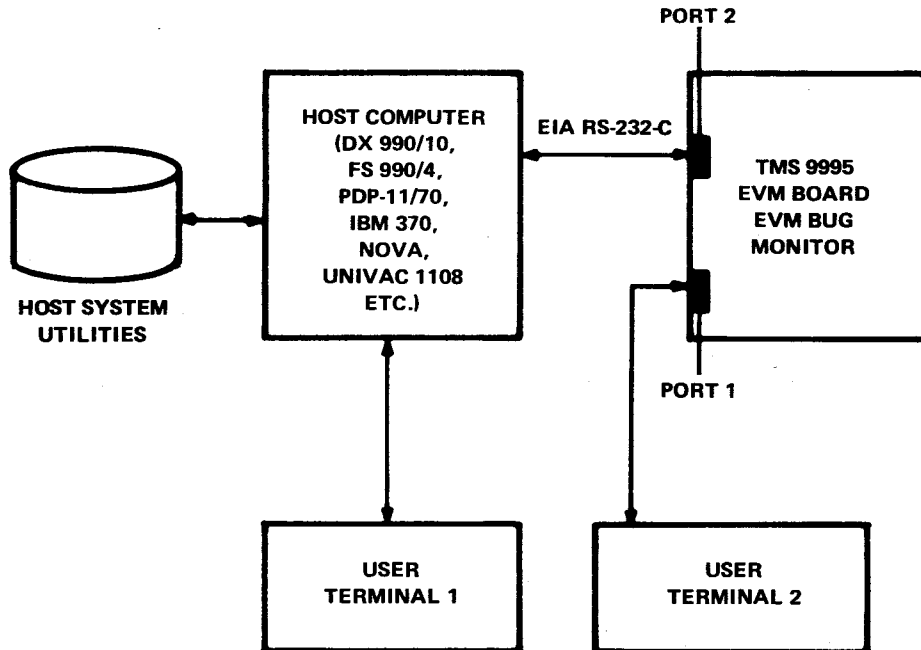 PORT 2
HOST COMPUTER
(DX 990/10,
FS 990/4,
PDP-11/70,
IBM 370,
NOVA,
UNIVAC 1108
ETC.)
EIA RS-232-C
TMS 9995
EVM BOARD
EVM BUG
MONITOR
HOST SYSTEM
UTILITIES
PORT 1
USER
TERMINAL 1
USER
TERMINAL 2